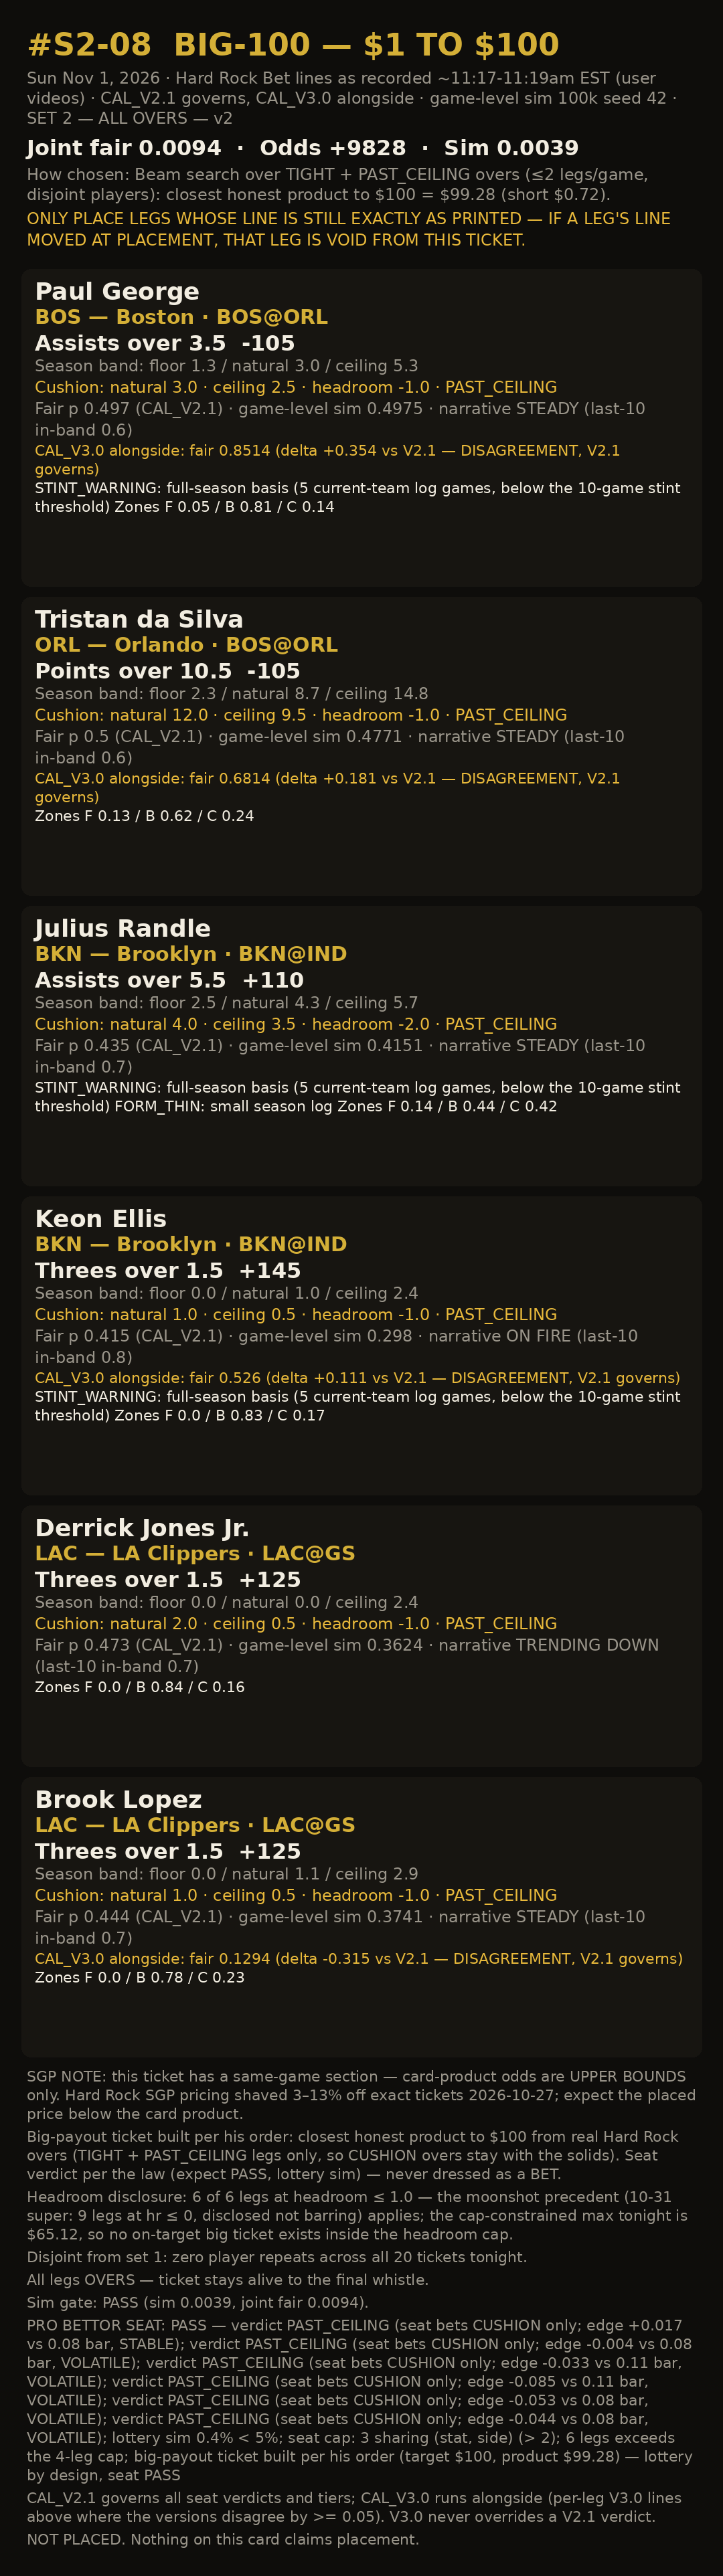 #S2-08  BIG-100 — $1 TO $100
Sun Nov 1, 2026 · Hard Rock Bet lines as recorded ~11:17-11:19am EST (user
videos) · CAL_V2.1 governs, CAL_V3.0 alongside · game-level sim 100k seed 42 ·
SET 2 — ALL OVERS — v2
Joint fair 0.0094  ·  Odds +9828  ·  Sim 0.0039
How chosen: Beam search over TIGHT + PAST_CEILING overs (≤2 legs/game,
disjoint players): closest honest product to $100 = $99.28 (short $0.72).
ONLY PLACE LEGS WHOSE LINE IS STILL EXACTLY AS PRINTED — IF A LEG'S LINE
MOVED AT PLACEMENT, THAT LEG IS VOID FROM THIS TICKET.
Paul George
BOS — Boston · BOS@ORL
Assists over 3.5  -105
Season band: floor 1.3 / natural 3.0 / ceiling 5.3
Cushion: natural 3.0 · ceiling 2.5 · headroom -1.0 · PAST_CEILING
Fair p 0.497 (CAL_V2.1) · game-level sim 0.4975 · narrative STEADY (last-10
in-band 0.6)
CAL_V3.0 alongside: fair 0.8514 (delta +0.354 vs V2.1 — DISAGREEMENT, V2.1
governs)
STINT_WARNING: full-season basis (5 current-team log games, below the 10-game stint
threshold) Zones F 0.05 / B 0.81 / C 0.14
Tristan da Silva
ORL — Orlando · BOS@ORL
Points over 10.5  -105
Season band: floor 2.3 / natural 8.7 / ceiling 14.8
Cushion: natural 12.0 · ceiling 9.5 · headroom -1.0 · PAST_CEILING
Fair p 0.5 (CAL_V2.1) · game-level sim 0.4771 · narrative STEADY (last-10
in-band 0.6)
CAL_V3.0 alongside: fair 0.6814 (delta +0.181 vs V2.1 — DISAGREEMENT, V2.1
governs)
Zones F 0.13 / B 0.62 / C 0.24
Julius Randle
BKN — Brooklyn · BKN@IND
Assists over 5.5  +110
Season band: floor 2.5 / natural 4.3 / ceiling 5.7
Cushion: natural 4.0 · ceiling 3.5 · headroom -2.0 · PAST_CEILING
Fair p 0.435 (CAL_V2.1) · game-level sim 0.4151 · narrative STEADY (last-10
in-band 0.7)
STINT_WARNING: full-season basis (5 current-team log games, below the 10-game stint
threshold) FORM_THIN: small season log Zones F 0.14 / B 0.44 / C 0.42
Keon Ellis
BKN — Brooklyn · BKN@IND
Threes over 1.5  +145
Season band: floor 0.0 / natural 1.0 / ceiling 2.4
Cushion: natural 1.0 · ceiling 0.5 · headroom -1.0 · PAST_CEILING
Fair p 0.415 (CAL_V2.1) · game-level sim 0.298 · narrative ON FIRE (last-10
in-band 0.8)
CAL_V3.0 alongside: fair 0.526 (delta +0.111 vs V2.1 — DISAGREEMENT, V2.1 governs)
STINT_WARNING: full-season basis (5 current-team log games, below the 10-game stint
threshold) Zones F 0.0 / B 0.83 / C 0.17
Derrick Jones Jr.
LAC — LA Clippers · LAC@GS
Threes over 1.5  +125
Season band: floor 0.0 / natural 0.0 / ceiling 2.4
Cushion: natural 2.0 · ceiling 0.5 · headroom -1.0 · PAST_CEILING
Fair p 0.473 (CAL_V2.1) · game-level sim 0.3624 · narrative TRENDING DOWN
(last-10 in-band 0.7)
Zones F 0.0 / B 0.84 / C 0.16
Brook Lopez
LAC — LA Clippers · LAC@GS
Threes over 1.5  +125
Season band: floor 0.0 / natural 1.1 / ceiling 2.9
Cushion: natural 1.0 · ceiling 0.5 · headroom -1.0 · PAST_CEILING
Fair p 0.444 (CAL_V2.1) · game-level sim 0.3741 · narrative STEADY (last-10
in-band 0.7)
CAL_V3.0 alongside: fair 0.1294 (delta -0.315 vs V2.1 — DISAGREEMENT, V2.1 governs)
Zones F 0.0 / B 0.78 / C 0.23
SGP NOTE: this ticket has a same-game section — card-product odds are UPPER BOUNDS
only. Hard Rock SGP pricing shaved 3–13% off exact tickets 2026-10-27; expect the placed
price below the card product.
Big-payout ticket built per his order: closest honest product to $100 from real Hard Rock
overs (TIGHT + PAST_CEILING legs only, so CUSHION overs stay with the solids). Seat
verdict per the law (expect PASS, lottery sim) — never dressed as a BET.
Headroom disclosure: 6 of 6 legs at headroom ≤ 1.0 — the moonshot precedent (10-31
super: 9 legs at hr ≤ 0, disclosed not barring) applies; the cap-constrained max tonight is
$65.12, so no on-target big ticket exists inside the headroom cap.
Disjoint from set 1: zero player repeats across all 20 tickets tonight.
All legs OVERS — ticket stays alive to the final whistle.
Sim gate: PASS (sim 0.0039, joint fair 0.0094).
PRO BETTOR SEAT: PASS — verdict PAST_CEILING (seat bets CUSHION only; edge +0.017
vs 0.08 bar, STABLE); verdict PAST_CEILING (seat bets CUSHION only; edge -0.004 vs 0.08
bar, VOLATILE); verdict PAST_CEILING (seat bets CUSHION only; edge -0.033 vs 0.11 bar,
VOLATILE); verdict PAST_CEILING (seat bets CUSHION only; edge -0.085 vs 0.11 bar,
VOLATILE); verdict PAST_CEILING (seat bets CUSHION only; edge -0.053 vs 0.08 bar,
VOLATILE); verdict PAST_CEILING (seat bets CUSHION only; edge -0.044 vs 0.08 bar,
VOLATILE); lottery sim 0.4% < 5%; seat cap: 3 sharing (stat, side) (> 2); 6 legs exceeds
the 4-leg cap; big-payout ticket built per his order (target $100, product $99.28) — lottery
by design, seat PASS
CAL_V2.1 governs all seat verdicts and tiers; CAL_V3.0 runs alongside (per-leg V3.0 lines
above where the versions disagree by >= 0.05). V3.0 never overrides a V2.1 verdict.
NOT PLACED. Nothing on this card claims placement.